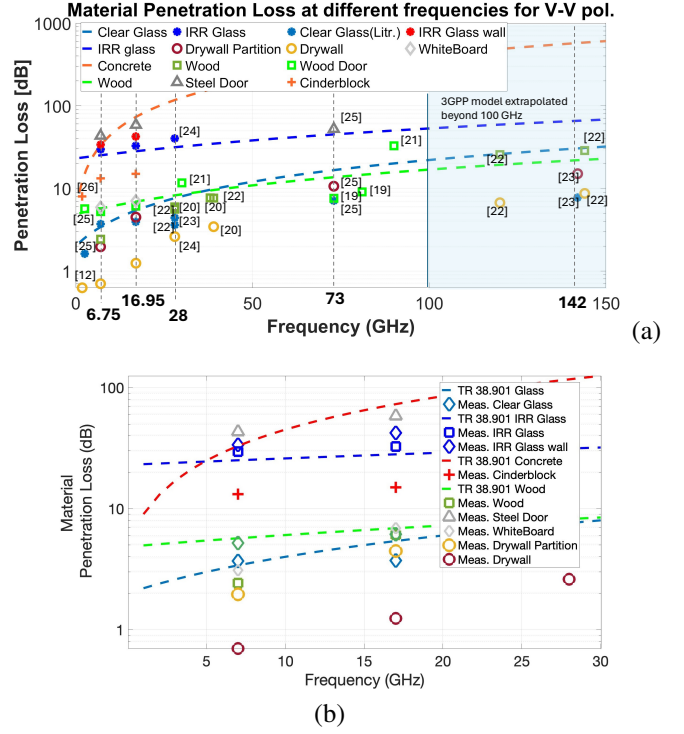 Material Penetration Loss at different frequencies for V-V pol.
Clear Glass
IRR Glass
Clear Glass(Litr.)
IRR Glass wall
IRR glass
Drywall Partition
Drywall
WhiteBoard
Concrete
Wood
Wood Door
Wood
Steel Door
Cinderblock
Penetration Loss [dB]
1000
100
10
1
3GPP model extrapolated
beyond 100 GHz
[25]
[24]
[21]
[22]
[22]
[21]
[26]
[25]
[22]
[25]
[19]
[19]
[23]
[22]
[20]
[20]
[25]
[23]
[22]
[22]
[23]
[22]
[20]
[25]
[24]
[12]
0
50
100
150
6.75
16.95
28
73
142
Frequency (GHz)
(a)
Material
Penetration Loss (dB)
100
10
1
TR 38.901 Glass
Meas. Clear Glass
TR 38.901 IRR Glass
Meas. IRR Glass
Meas. IRR Glass wall
TR 38.901 Concrete
Meas. Cinderblock
TR 38.901 Wood
Meas. Wood
Meas. Steel Door
Meas. WhiteBoard
Meas. Drywall Partition
Meas. Drywall
5
10
15
20
25
30
Frequency (GHz)
(b)